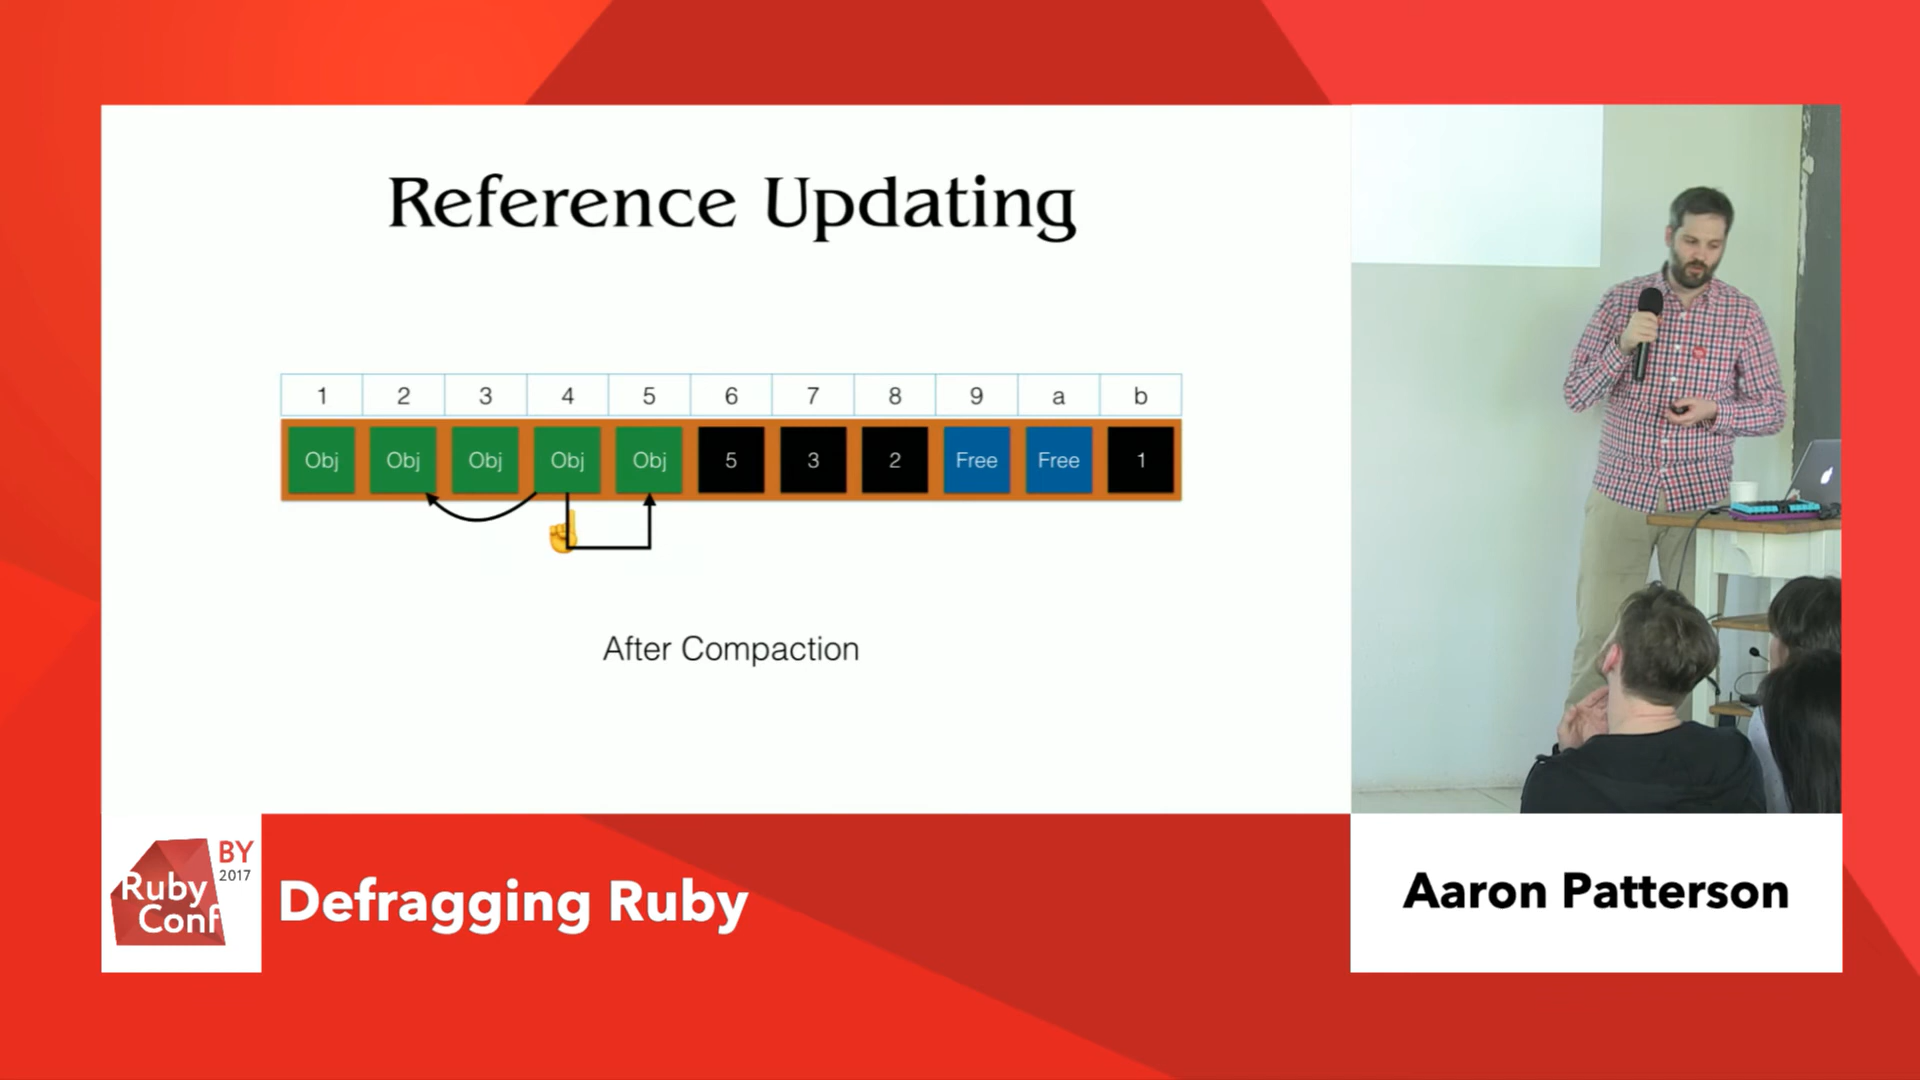 Reference Updating
1 2 3 4 5 6 7 8 9 a b
Obj Obj Obj Obj Obj 5 3 2 Free Free 1
After Compaction
Ruby
Conf
BY
2017
Defragging Ruby
Aaron Patterson